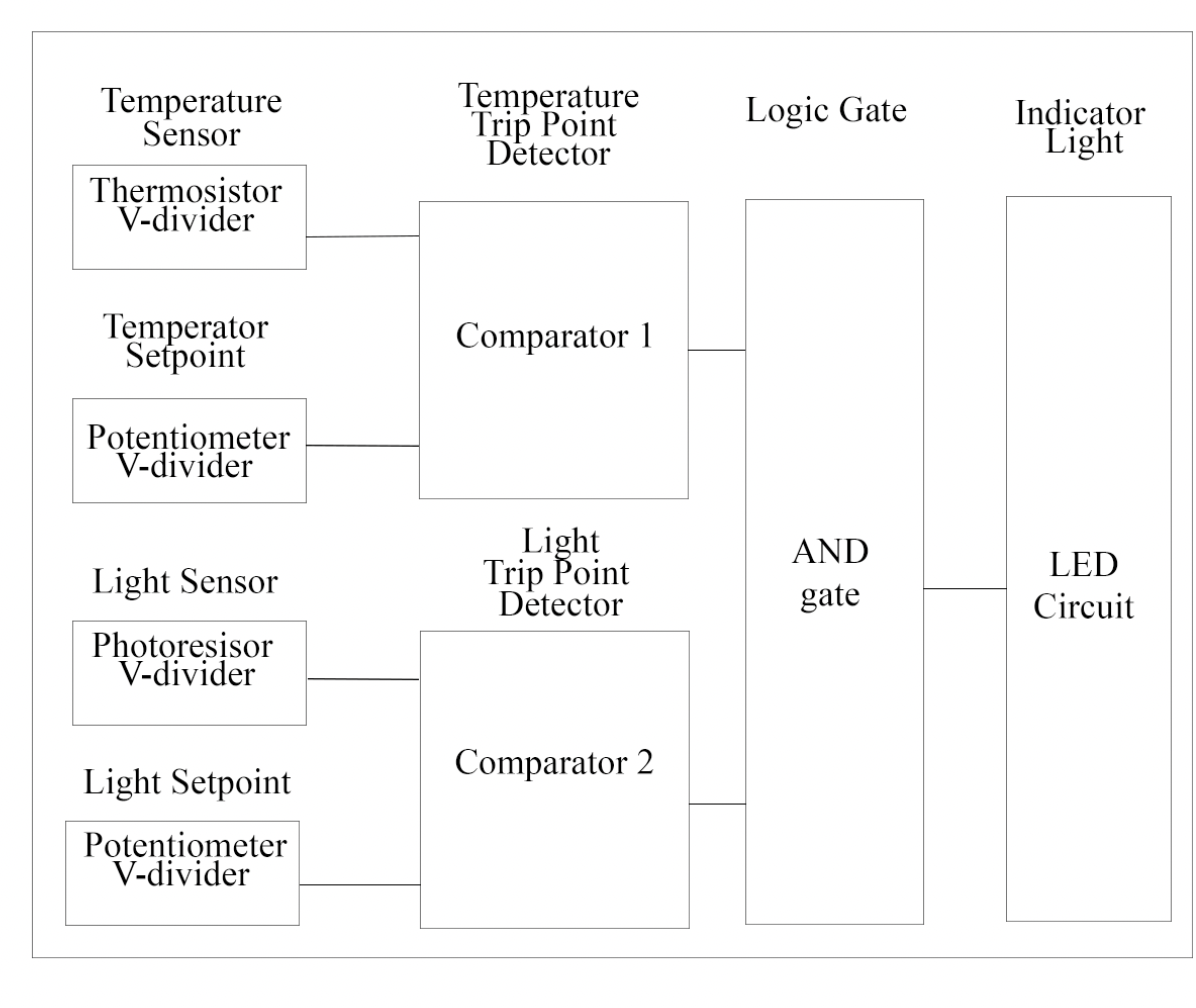 Temperature
Sensor
Thermosistor
V-divider
Temperator
Setpoint
Potentiometer
V-divider
Light Sensor
Photoresisor
V-divider
Light Setpoint
Potentiometer
V-divider
Temperature
Trip Point
Detector
Comparator 1
Light
Trip Point
Detector
Comparator 2
Logic Gate
AND
gate
Indicator
Light
LED
Circuit